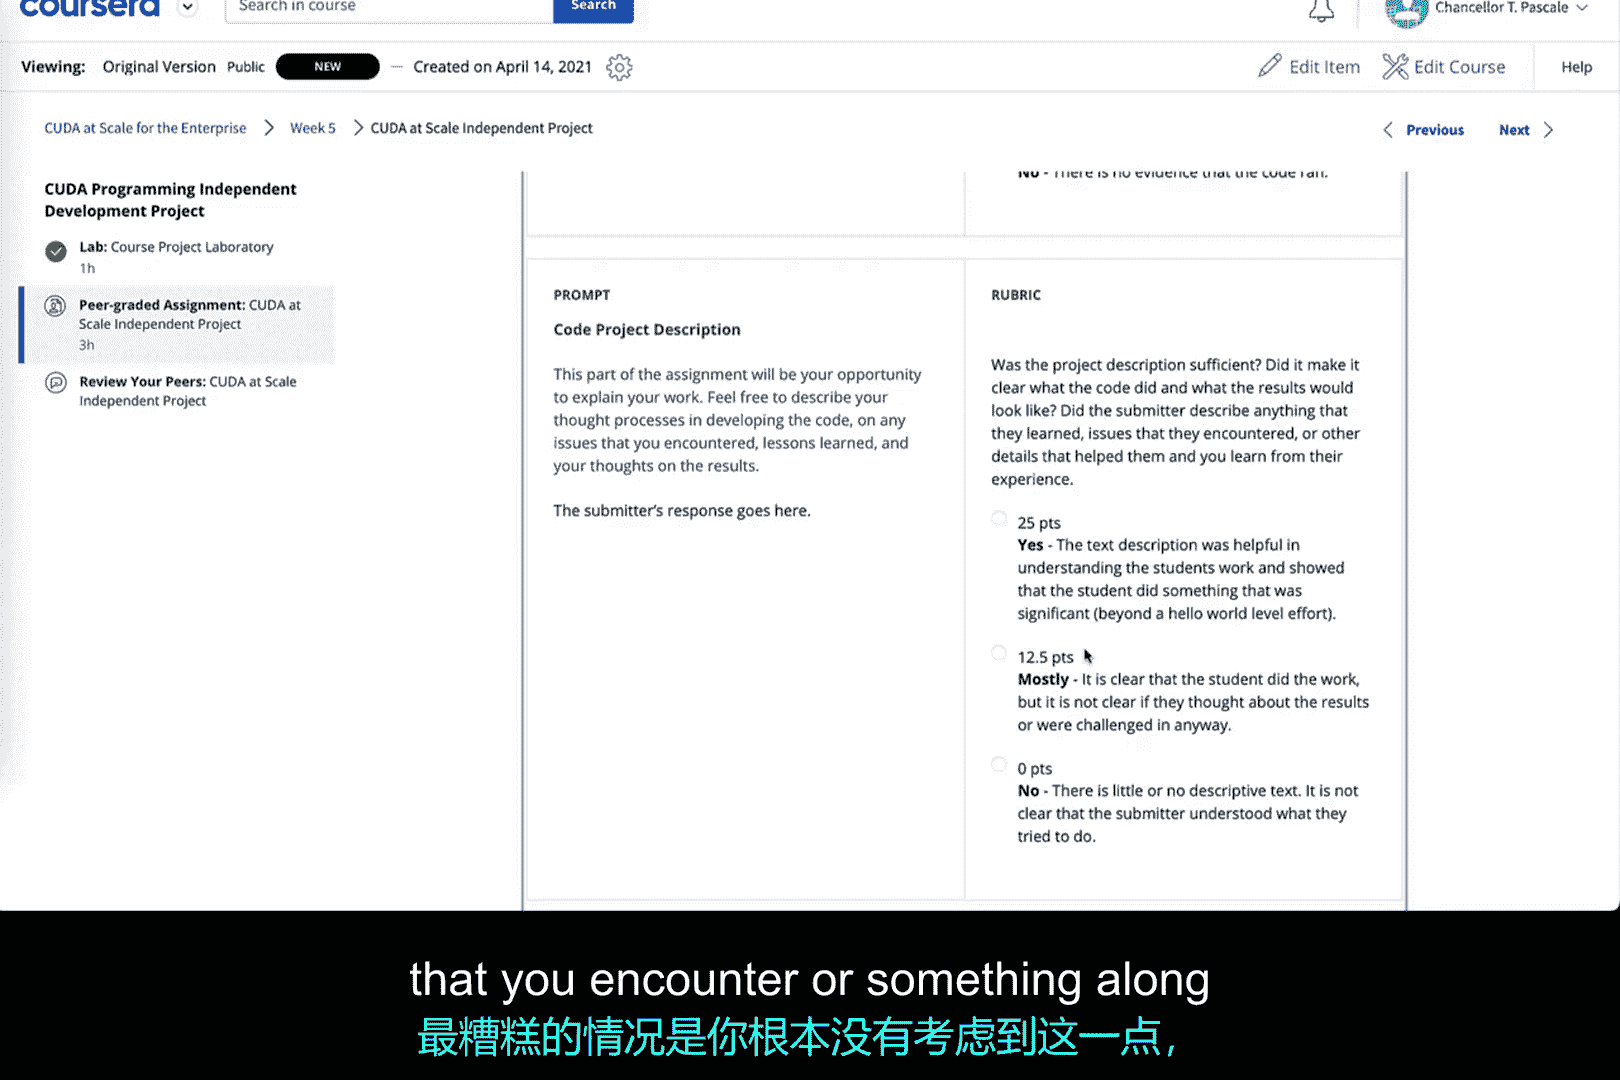 coursera
Search in course
Search
Chancellor T. Pascale
Viewing: Original Version Public NEW — Created on April 14, 2021
Edit Item
Edit Course
Help
CUDA at Scale for the Enterprise > Week 5 > CUDA at Scale Independent Project
Previous
Next
CUDA Programming Independent
Development Project
Lab: Course Project Laboratory
1h
Peer-graded Assignment: CUDA at
Scale Independent Project
3h
Review Your Peers: CUDA at Scale
Independent Project
No - There is no evidence that the code ran.
PROMPT
Code Project Description
This part of the assignment will be your opportunity
to explain your work. Feel free to describe your
thought processes in developing the code, on any
issues that you encountered, lessons learned, and
your thoughts on the results.
The submitter's response goes here.
RUBRIC
Was the project description sufficient? Did it make it
clear what the code did and what the results would
look like? Did the submitter describe anything that
they learned, issues that they encountered, or other
details that helped them and you learn from their
experience.
25 pts
Yes - The text description was helpful in
understanding the students work and showed
that the student did something that was
significant (beyond a hello world level effort).
12.5 pts
Mostly - It is clear that the student did the work,
but it is not clear if they thought about the results
or were challenged in anyway.
0 pts
No - There is little or no descriptive text. It is not
clear that the submitter understood what they
tried to do.
that you encounter or something along
最糟糕的情况是你根本没有考虑到这一点，